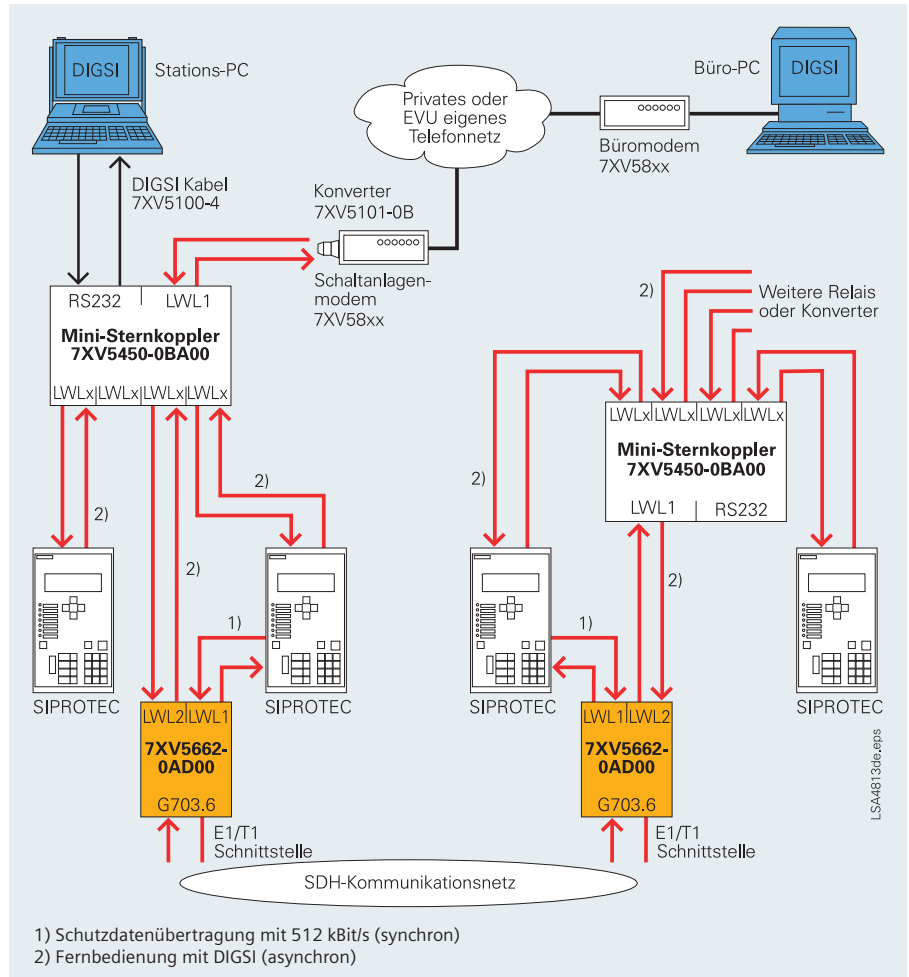 DIGSI
Stations-PC
Büro-PC
DIGSI
Privates oder
EVU eigenes
Telefonnetz
Büromodem
7XV58xx
DIGSI Kabel
7XV5100-4
Konverter
7XV5101-0B
Schaltanlagen-
modem
7XV58xx
RS232 | LWL1
Mini-Sternkoppler
7XV5450-0BA00
LWLx LWLx LWLx LWLx
2)
Weitere Relais
oder Konverter
LWLx LWLx LWLx LWLx
Mini-Sternkoppler
7XV5450-0BA00
LWL1 | RS232
2)
2)
2)
2)
2)
1)
1)
SIPROTEC
SIPROTEC
SIPROTEC
SIPROTEC
LWL2 LWL1
7XV5662-
0AD00
G703.6
E1/T1
Schnittstelle
LWL1 LWL2
7XV5662-
0AD00
G703.6
E1/T1
Schnittstelle
LSA4813de.eps
SDH-Kommunikationsnetz
1) Schutzdatenübertragung mit 512 kBit/s (synchron)
2) Fernbedienung mit DIGSI (asynchron)